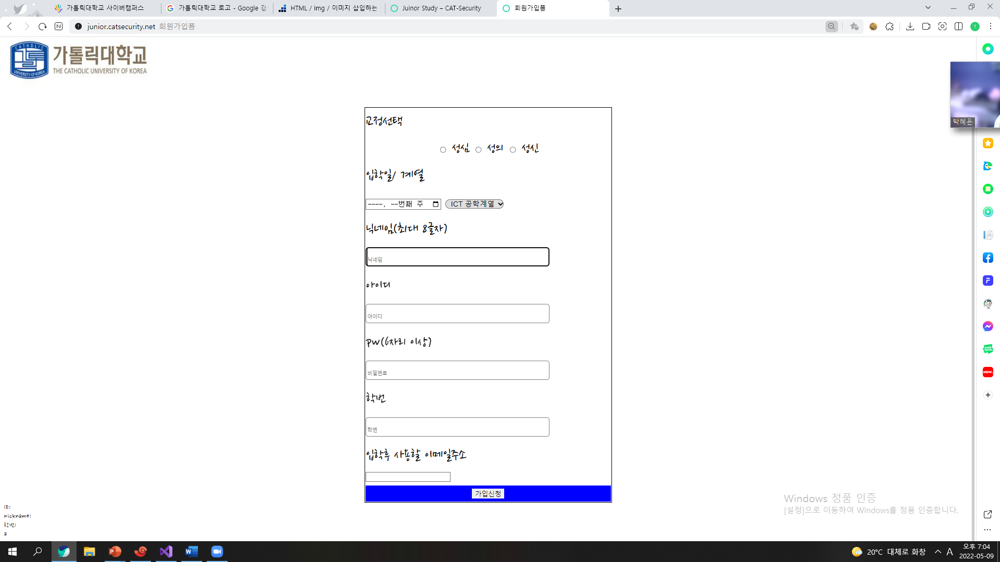 가톨릭대학교 사이버캠퍼스
가톨릭대학교 로고 - Google 검
HTML / img / 이미지 삽입하는
Juinor Study – CAT-Security
회원가입폼
junior.catsecurity.net 회원가입폼
가톨릭대학교
THE CATHOLIC UNIVERSITY OF KOREA
CATHOLIC
UNIVERSITY OF KOREA
박혜윤
교정선택
성심 성의 성신
입학일/ 계열
----, --번째 주 ICT 공학계열
닉네임(최대 8글자)
닉네임
아이디
아이디
PW(6자리 이상)
비밀번호
학번
학번
입학후 사용할 이메일주소
가입신청
ID:
nickname:
학번:
a
Windows 정품 인증
[설정]으로 이동하여 Windows를 정품 인증합니다.
NOW.
20°C 대체로 화창
A
오후 7:04
2022-05-09